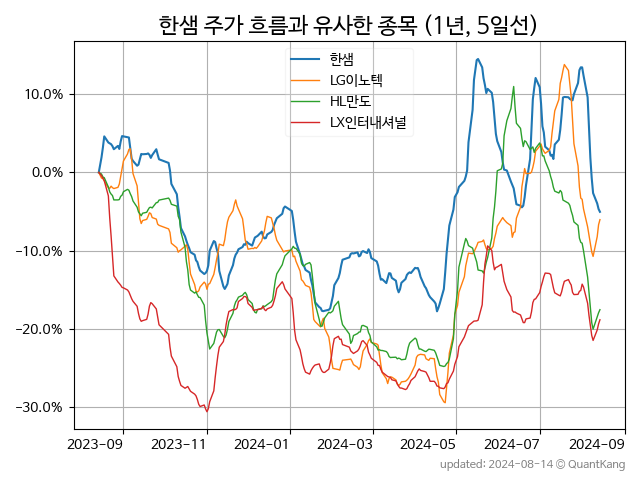 한샘 주가 흐름과 유사한 종목 (1년, 5일선)
한샘
LG이노텍
HL만도
LX인터내셔널
10.0%
0.0%
−10.0%
−20.0%
−30.0%
2023-09 2023-11 2024-01 2024-03 2024-05 2024-07 2024-09
updated: 2024-08-14 © QuantKang